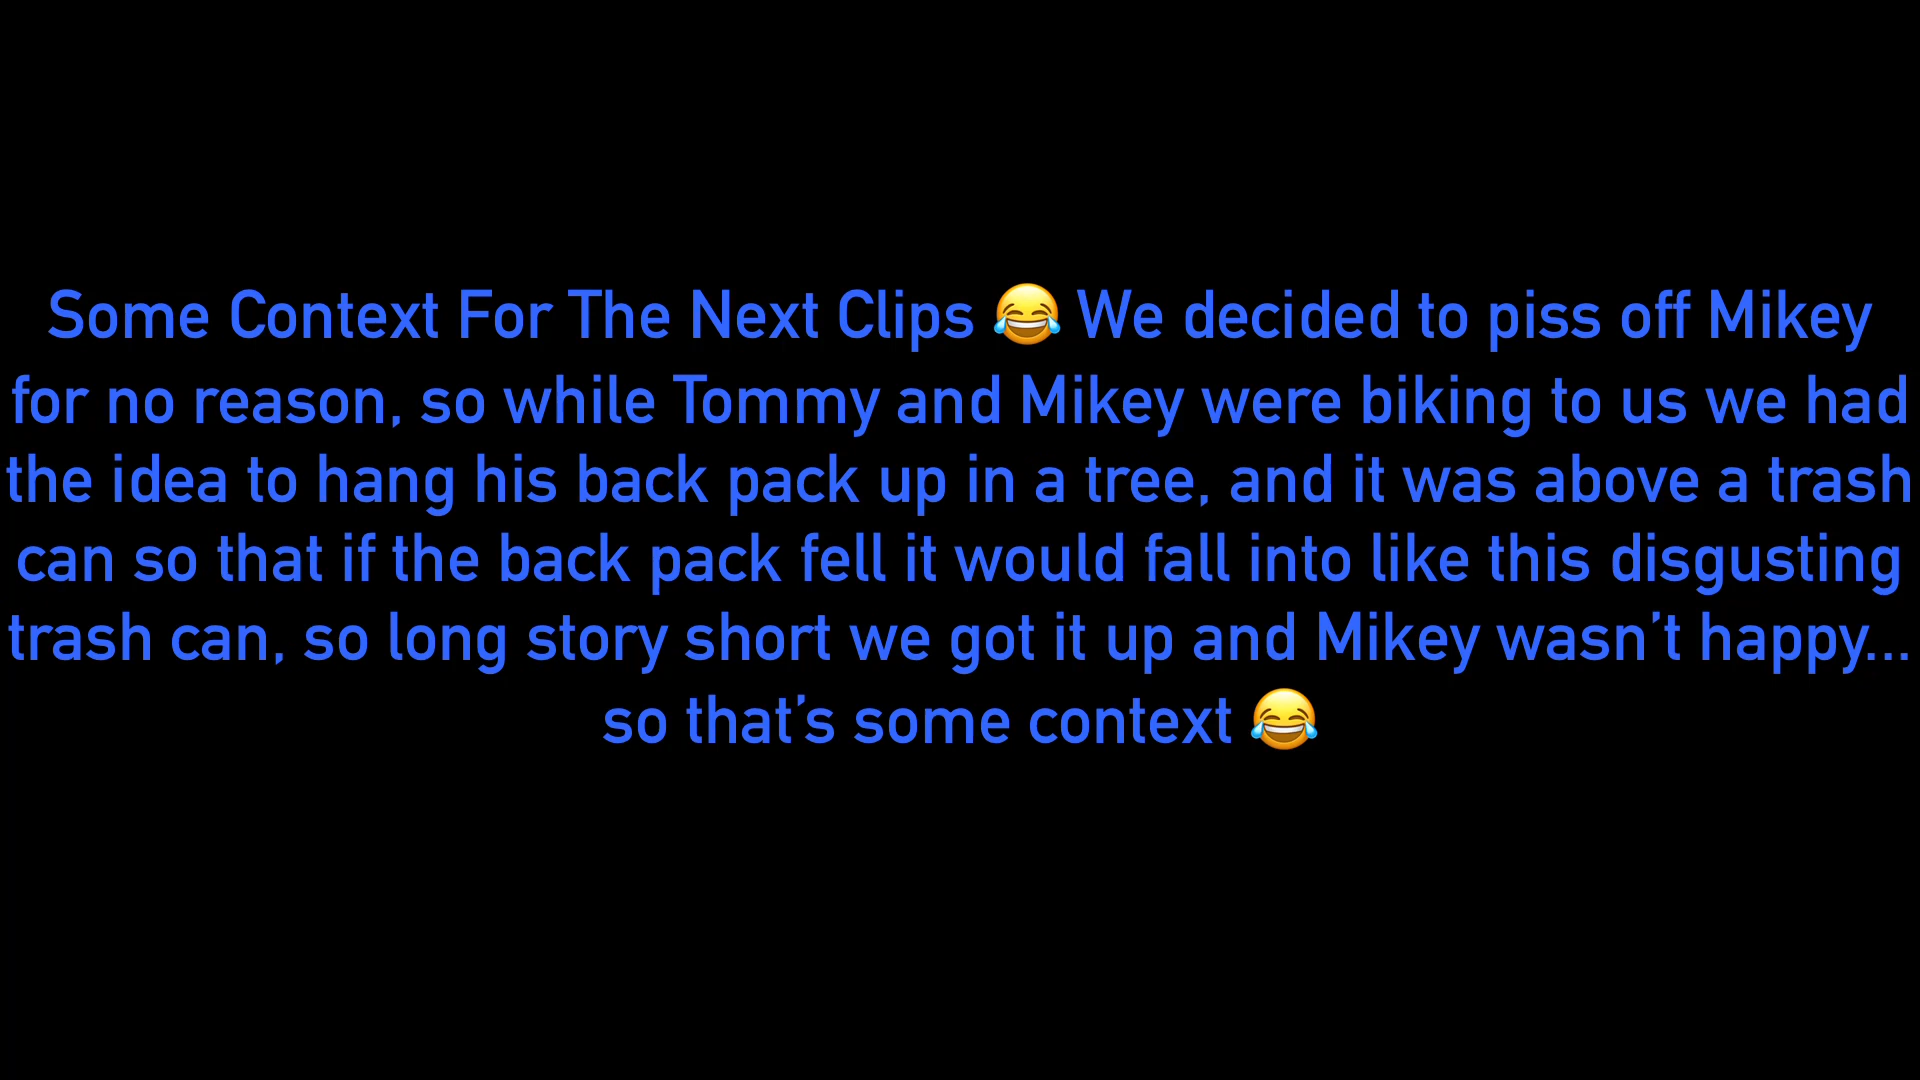 Some Context For The Next Clips 😂 We decided to piss off Mikey
for no reason, so while Tommy and Mikey were biking to us we had
the idea to hang his back pack up in a tree, and it was above a trash
can so that if the back pack fell it would fall into like this disgusting
trash can, so long story short we got it up and Mikey wasn’t happy...
so that’s some context 😂